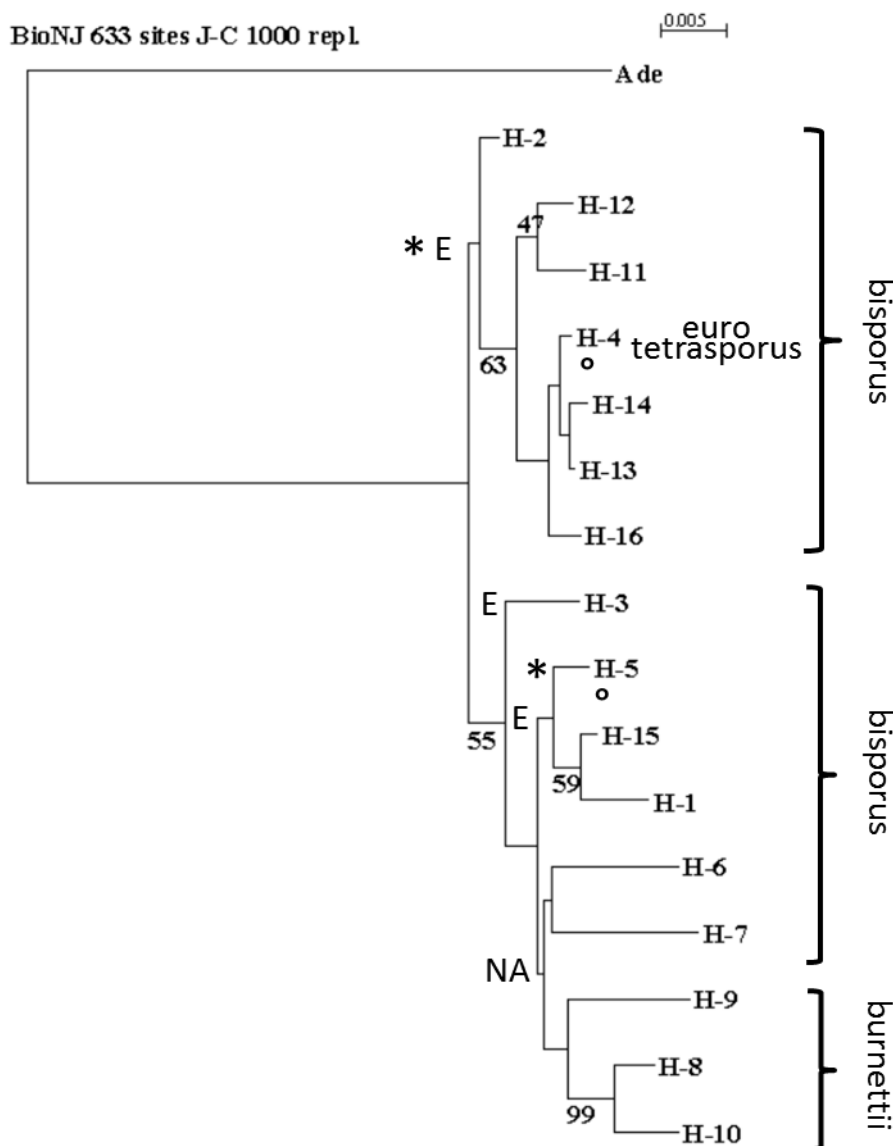 0.005
BioNJ 633 sites J-C 1000 repl.
Ade
H-2
H-12
47
* E
H-11
bisporus
euro
H-4 tetrasporus
63
H-14
H-13
H-16
E
H-3
*
H-5
E
55
H-15
bisporus
59
H-1
H-6
H-7
NA
H-9
burnettii
H-8
99
H-10